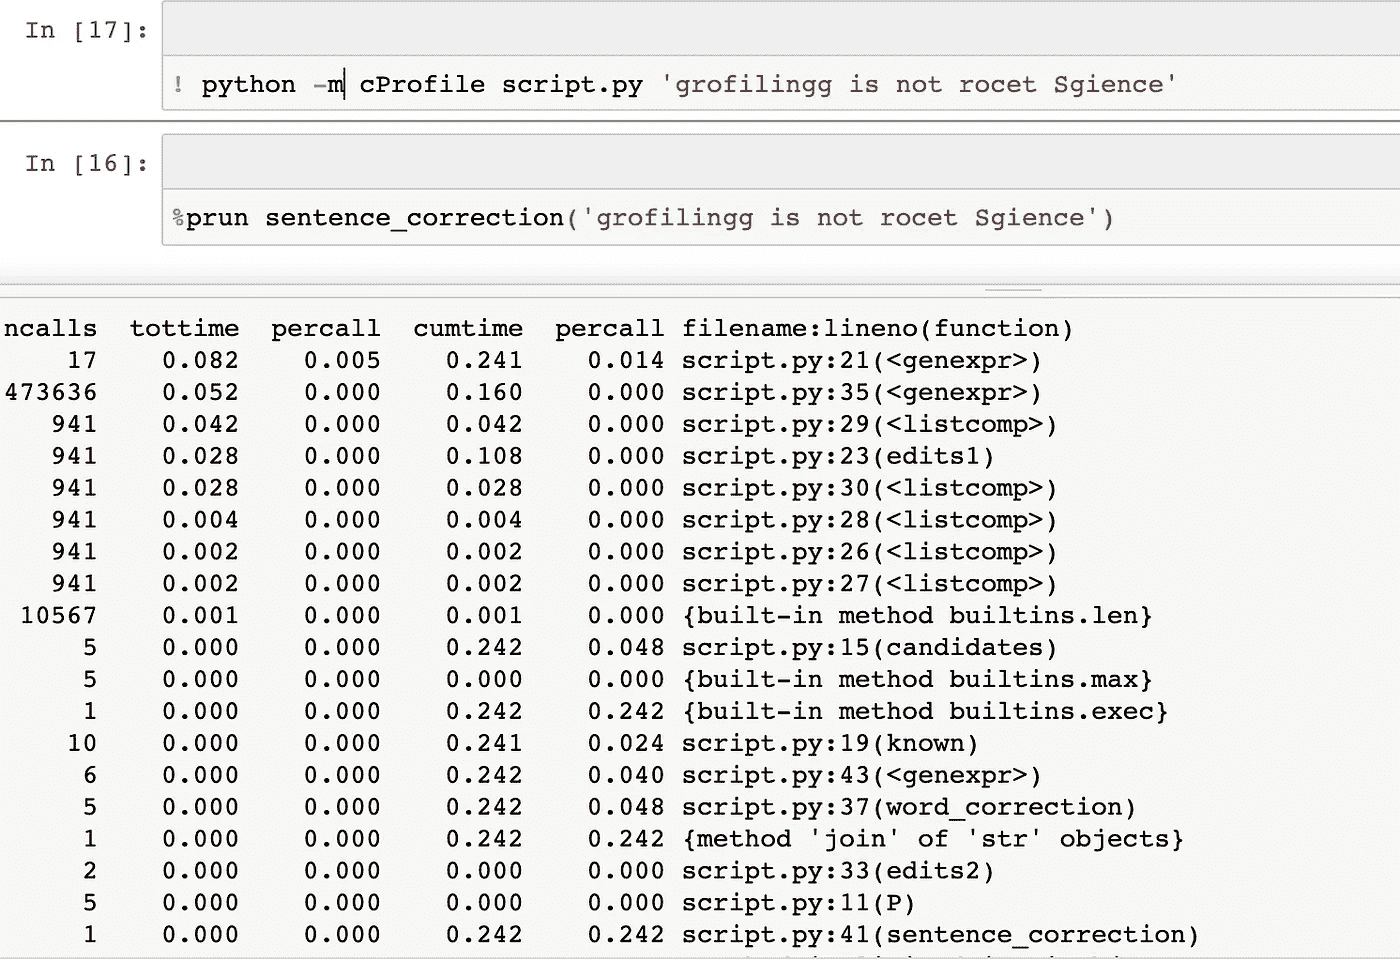 In [17]:
! python -m cProfile script.py 'grofilingg is not rocet Sgience'
In [16]:
%prun sentence_correction('grofilingg is not rocet Sgience')
ncalls tottime percall cumtime percall filename:lineno(function)
17 0.082 0.005 0.241 0.014 script.py:21(<genexpr>)
473636 0.052 0.000 0.160 0.000 script.py:35(<genexpr>)
941 0.042 0.000 0.042 0.000 script.py:29(<listcomp>)
941 0.028 0.000 0.108 0.000 script.py:23(edits1)
941 0.028 0.000 0.028 0.000 script.py:30(<listcomp>)
941 0.004 0.000 0.004 0.000 script.py:28(<listcomp>)
941 0.002 0.000 0.002 0.000 script.py:26(<listcomp>)
941 0.002 0.000 0.002 0.000 script.py:27(<listcomp>)
10567 0.001 0.000 0.001 0.000 {built-in method builtins.len}
5 0.000 0.000 0.242 0.048 script.py:15(candidates)
5 0.000 0.000 0.000 0.000 {built-in method builtins.max}
1 0.000 0.000 0.242 0.242 {built-in method builtins.exec}
10 0.000 0.000 0.241 0.024 script.py:19(known)
6 0.000 0.000 0.242 0.040 script.py:43(<genexpr>)
5 0.000 0.000 0.242 0.048 script.py:37(word_correction)
1 0.000 0.000 0.242 0.242 {method 'join' of 'str' objects}
2 0.000 0.000 0.000 0.000 script.py:33(edits2)
5 0.000 0.000 0.000 0.000 script.py:11(P)
1 0.000 0.000 0.242 0.242 script.py:41(sentence_correction)